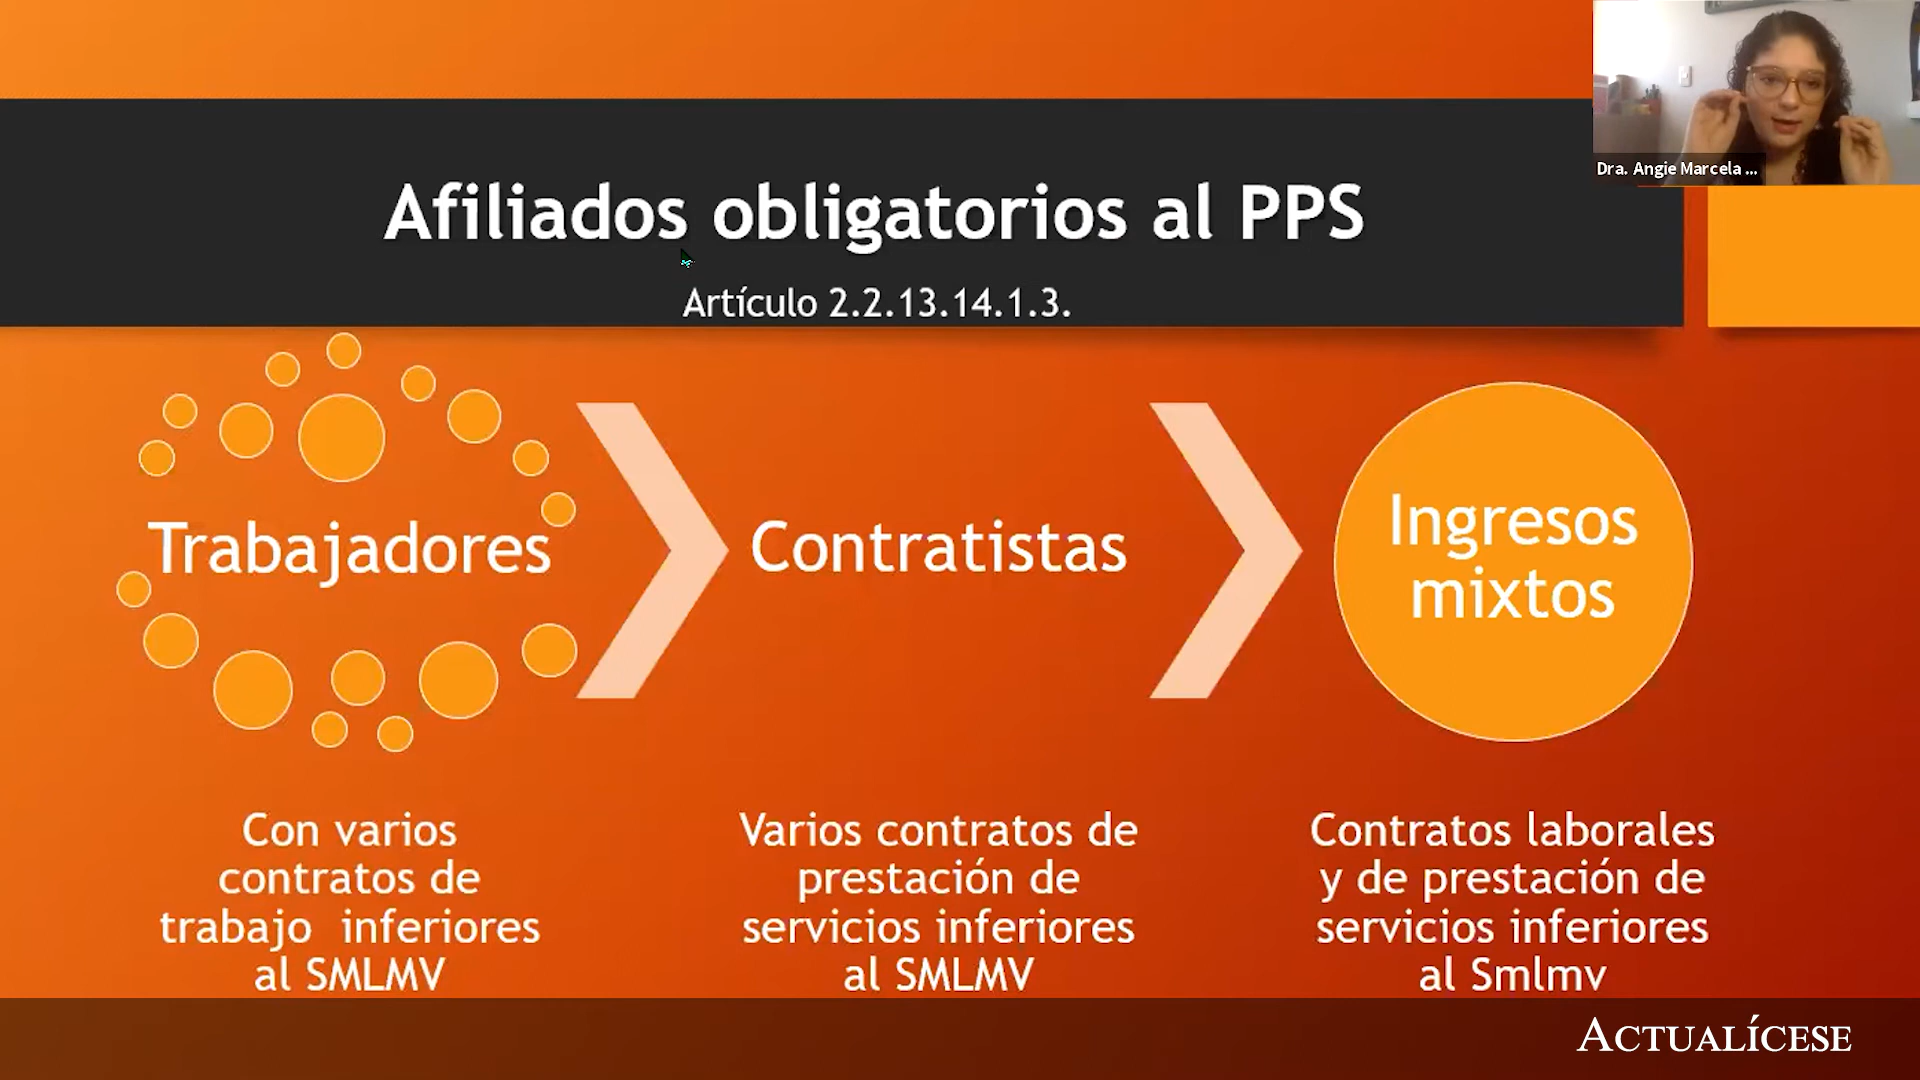 Dra. Angie Marcela ...
Afiliados obligatorios al PPS
Artículo 2.2.13.14.1.3.
Trabajadores
Contratistas
Ingresos
mixtos
Con varios
contratos de
trabajo inferiores
al SMLMV
Varios contratos de
prestación de
servicios inferiores
al SMLMV
Contratos laborales
y de prestación de
servicios inferiores
al Smlmv
ACTUALÍCESE